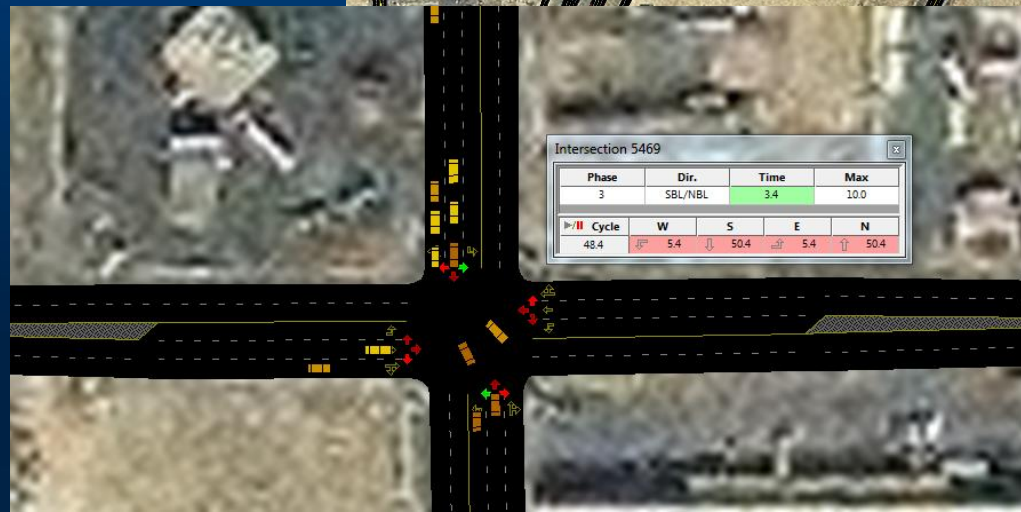 Intersection 5469
Phase Dir. Time Max
3 SBL/NBL 3.4 10.0
Cycle W S E N
48.4 5.4 50.4 5.4 50.4